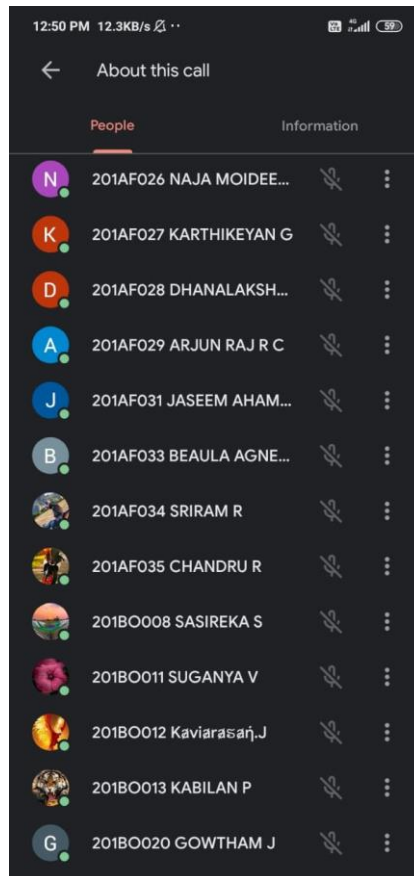 12:50 PM 12.3KB/s
4G
59
About this call
People Information
N 201AF026 NAJA MOIDEE...
K 201AF027 KARTHIKEYAN G
D 201AF028 DHANALAKSH...
A 201AF029 ARJUN RAJ R C
J 201AF031 JASEEM AHAM...
B 201AF033 BEAULA AGNE...
201AF034 SRIRAM R
201AF035 CHANDRU R
201BO008 SASIREKA S
201BO011 SUGANYA V
201BO012 Kaviarasań.J
201BO013 KABILAN P
G 201BO020 GOWTHAM J